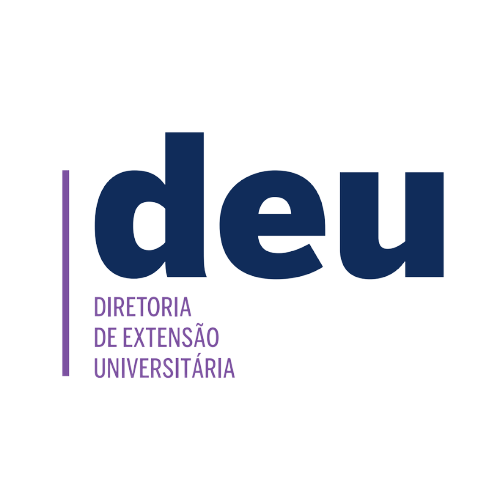 deu
DIRETORIA
DE EXTENSÃO
UNIVERSITÁRIA